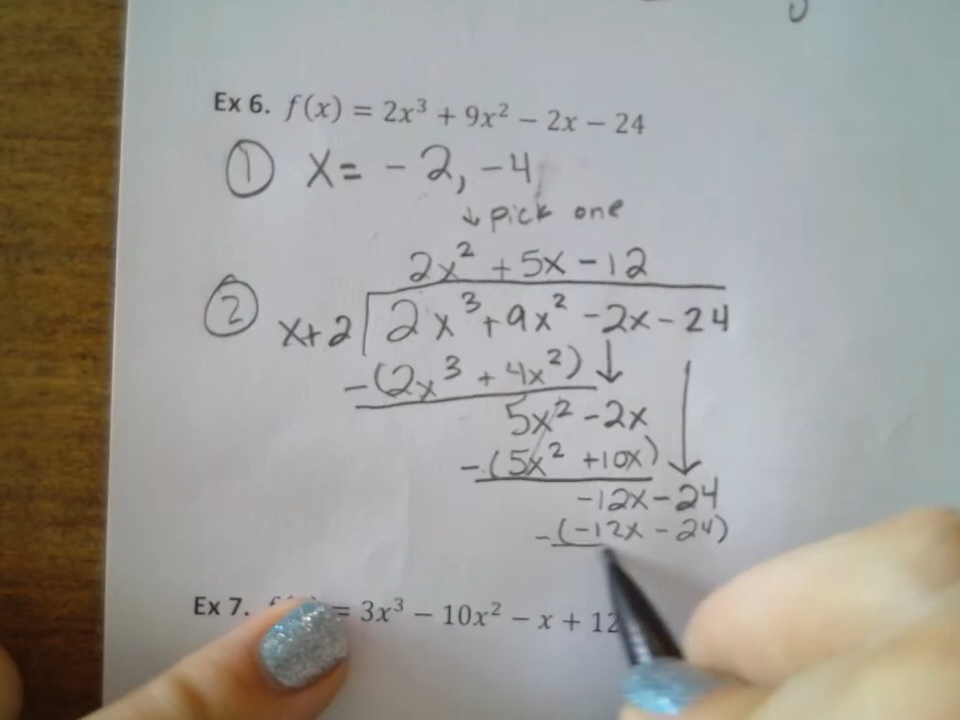 Ex 6. f(x) = 2x³ + 9x² − 2x − 24
① x = -2, -4
↓ pick one
2x² + 5x - 12
② x+2 2x³ + 9x² - 2x - 24
-(2x³ + 4x²) ↓
5x² - 2x
-(5x² + 10x)
-12x - 24
-(-12x - 24)
Ex 7. = 3x³ − 10x² − x + 12